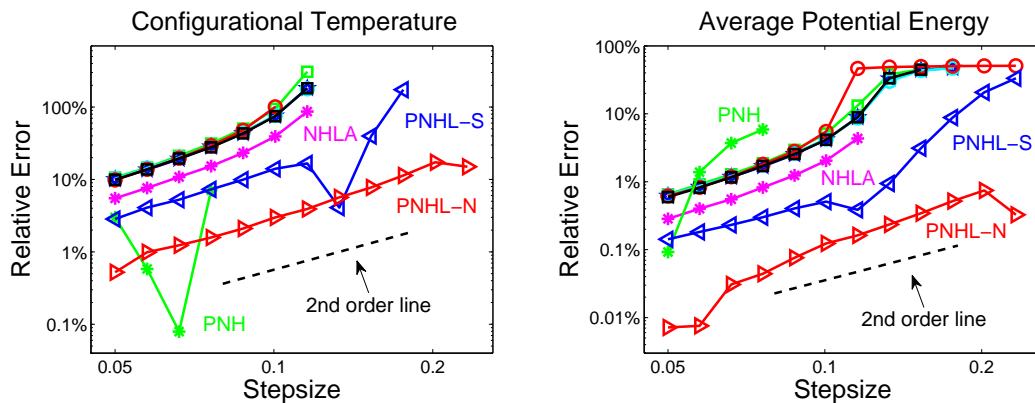 Configurational Temperature
Relative Error
100%
10%
1%
0.1%
PNHL-S
NHLA
PNHL-N
PNH
2nd order line
0.05
0.1
0.2
Stepsize
Average Potential Energy
Relative Error
100%
10%
1%
0.1%
0.01%
PNH
PNHL-S
NHLA
PNHL-N
2nd order line
0.05
0.1
0.2
Stepsize